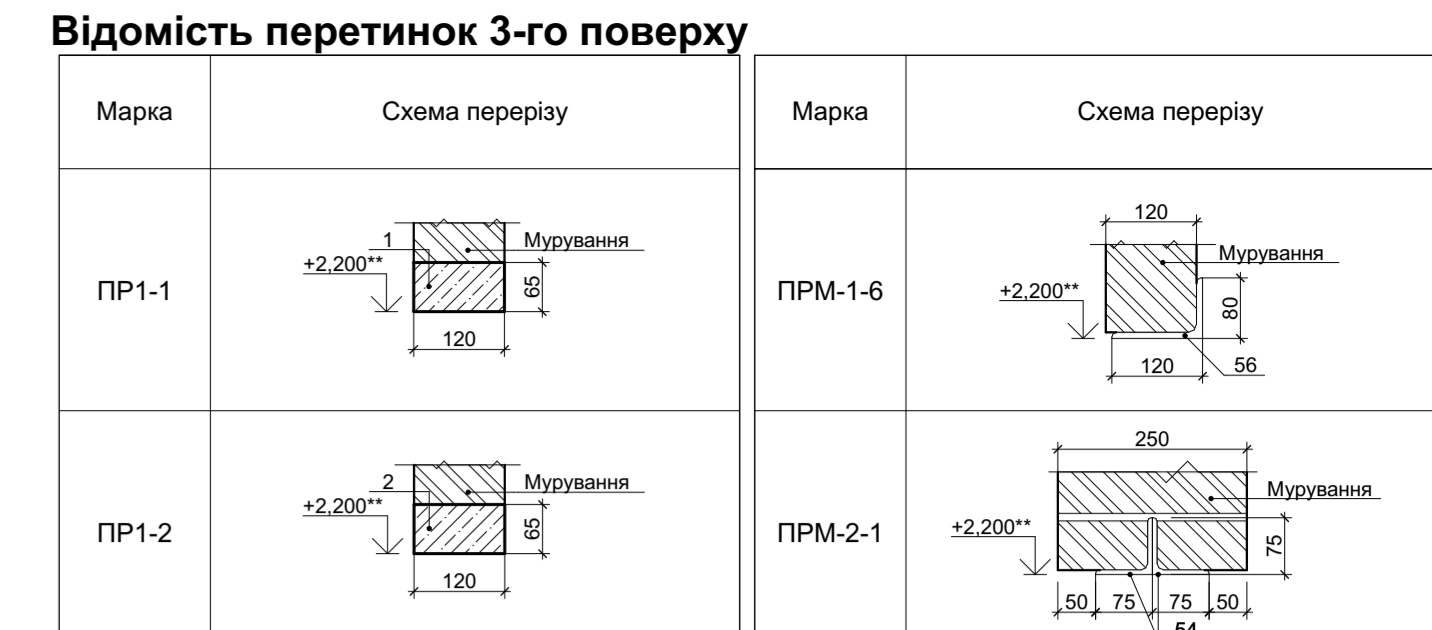 Відомість перетинок 3-го поверху
Марка Схема перерізу Марка Схема перерізу
ПР1-1
1 Мурування
+2,200**
65
120
ПРМ-1-6
120
Мурування
+2,200**
80
120 56
ПР1-2
2 Мурування
+2,200**
65
120
ПРМ-2-1
250
Мурування
+2,200**
75
50 75 75 50
54